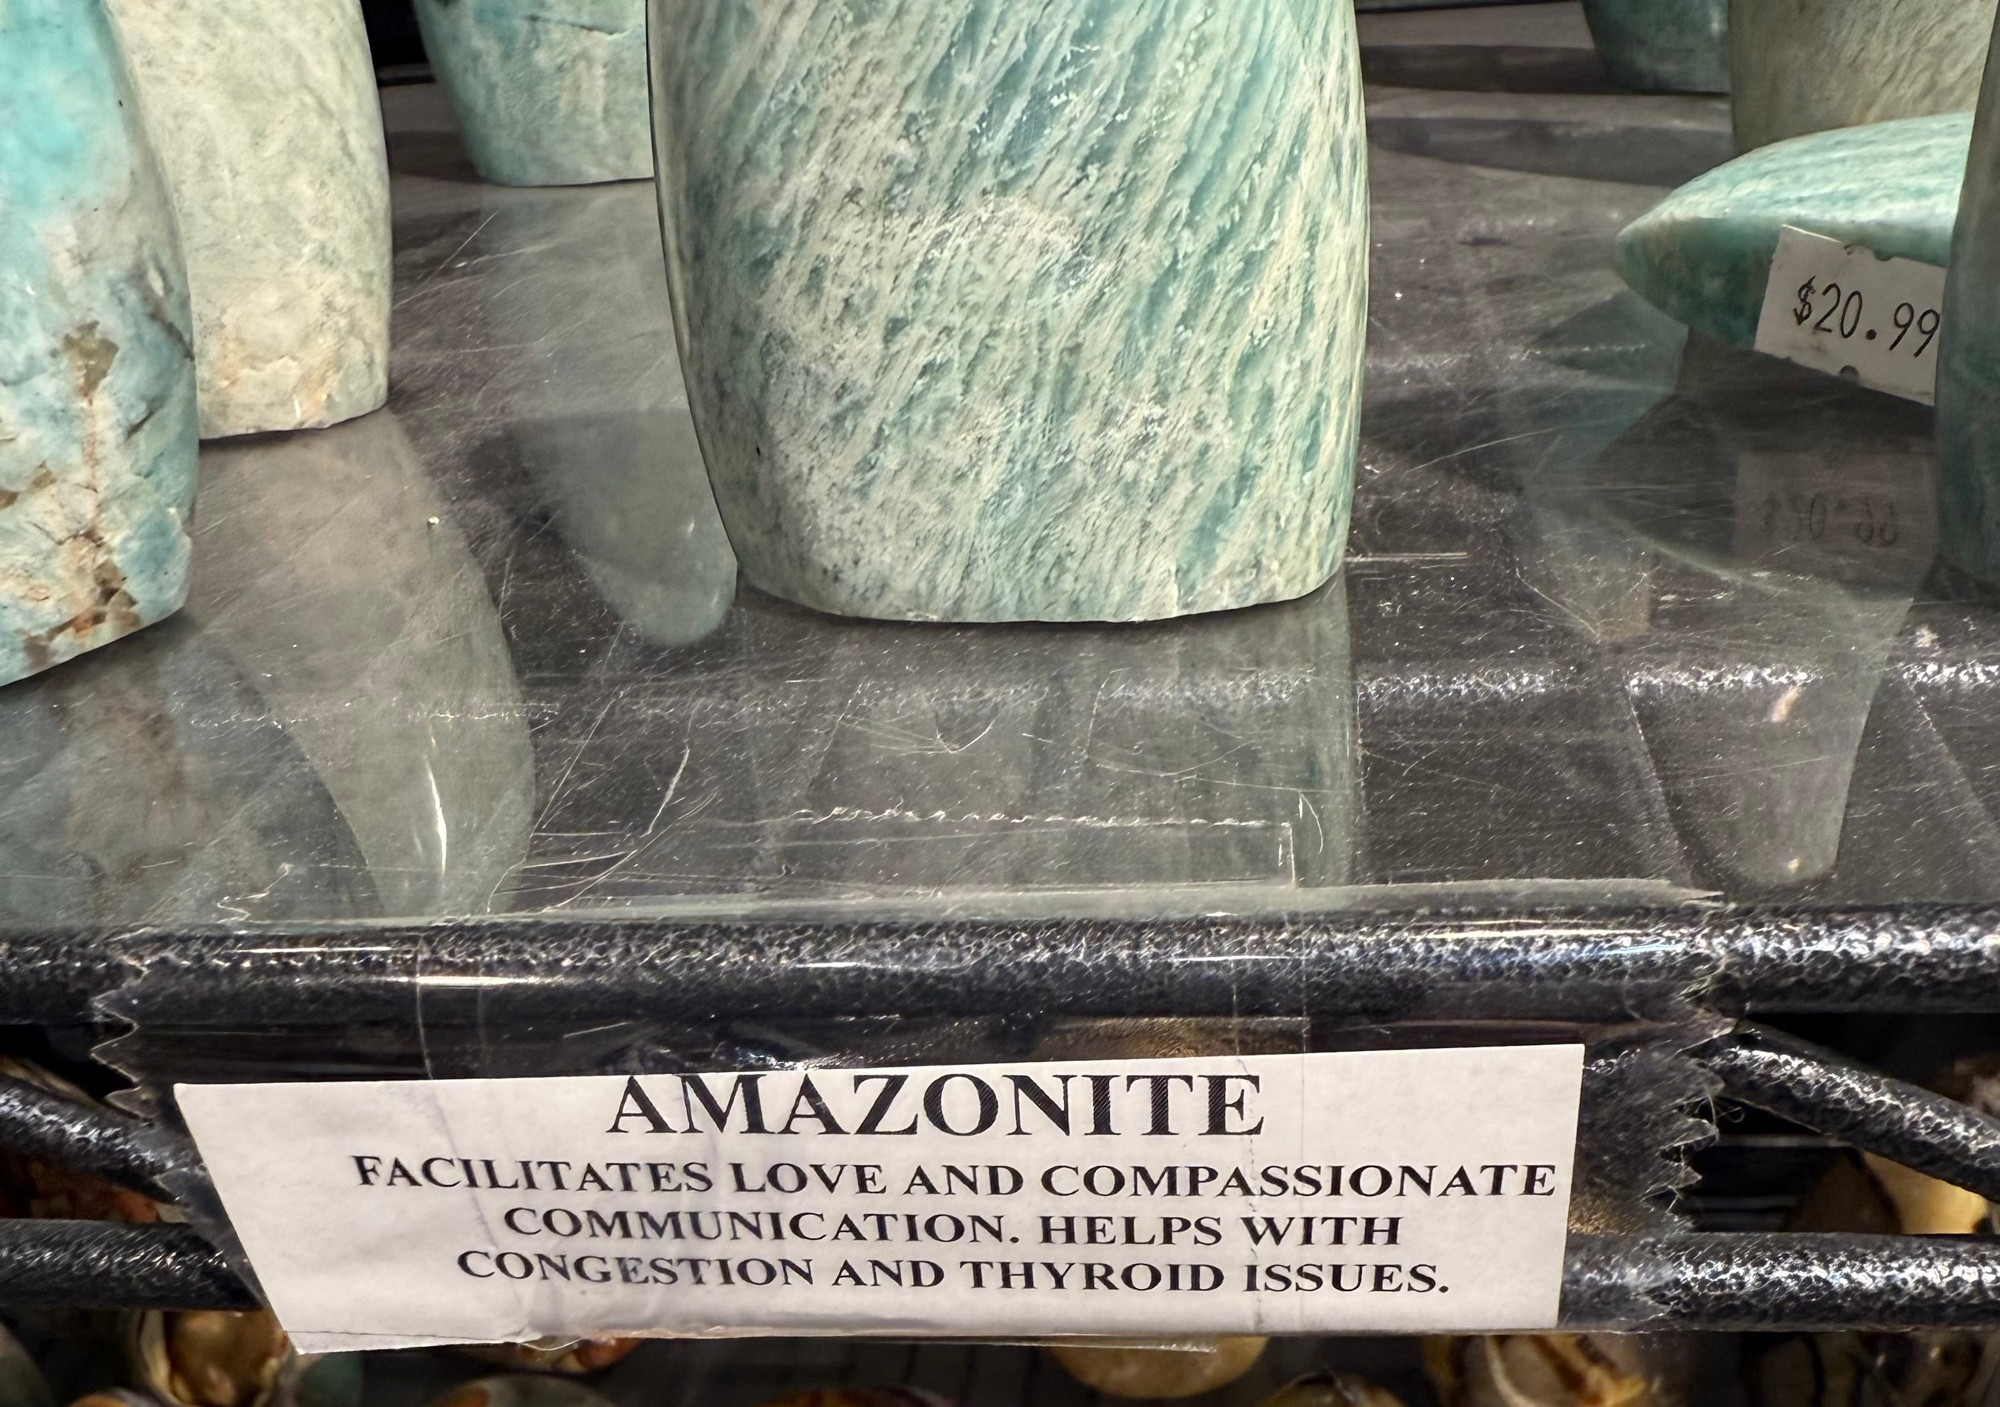 $20.99
AMAZONITE
FACILITATES LOVE AND COMPASSIONATE
COMMUNICATION. HELPS WITH
CONGESTION AND THYROID ISSUES.